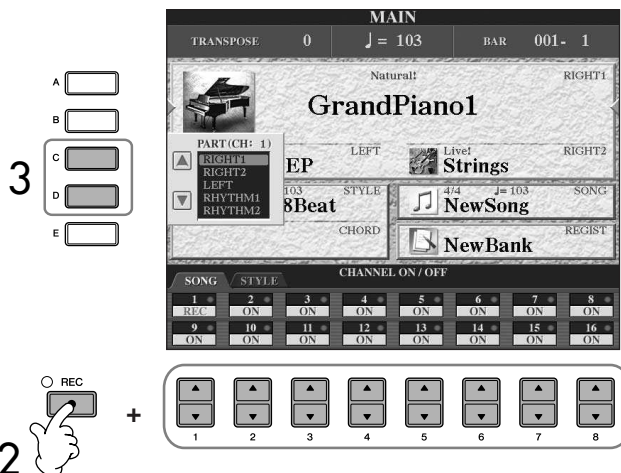 MAIN
TRANSPOSE 0 ♩= 103 BAR 001- 1
A
B
C
D
E
3
Natural! RIGHT1
GrandPiano1
PART(CH: 1)
RIGHT1
RIGHT2
LEFT
RHYTHM1
RHYTHM2
LEFT
EP
Live! RIGHT2
Strings
103 STYLE
8Beat
4/4 ♩= 103 SONG
NewSong
CHORD
REGIST
NewBank
SONG STYLE CHANNEL ON / OFF
1 2 3 4 5 6 7 8
REC ON ON ON ON ON ON ON
9 10 11 12 13 14 15 16
ON ON ON ON ON ON ON ON
REC
2
+
1 2 3 4 5 6 7 8